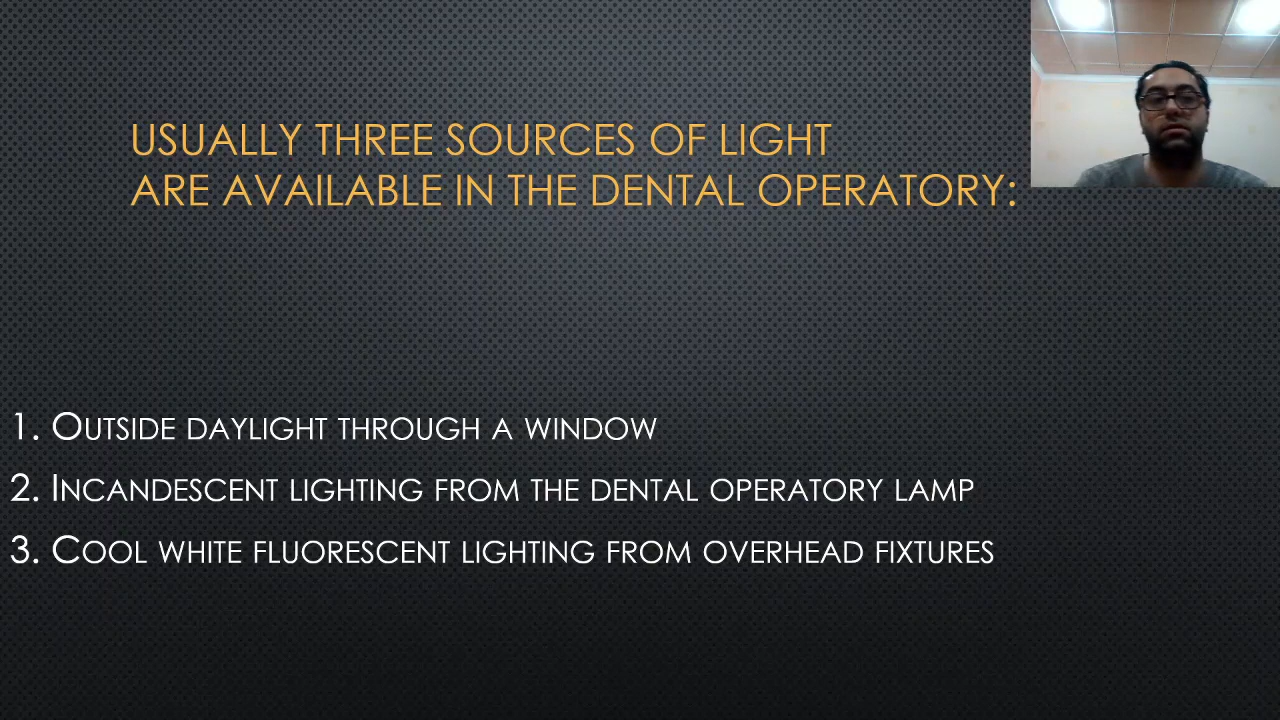 USUALLY THREE SOURCES OF LIGHT
ARE AVAILABLE IN THE DENTAL OPERATORY:
1. OUTSIDE DAYLIGHT THROUGH A WINDOW
2. INCANDESCENT LIGHTING FROM THE DENTAL OPERATORY LAMP
3. COOL WHITE FLUORESCENT LIGHTING FROM OVERHEAD FIXTURES